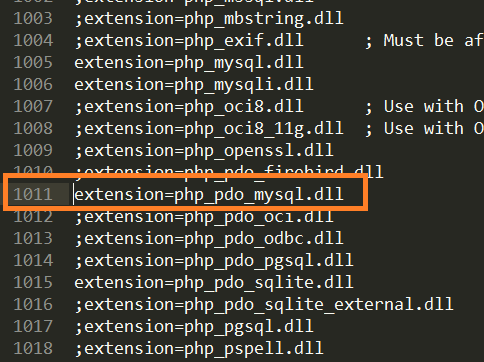 1003 ;extension=php_mbstring.dll
1004 ;extension=php_exif.dll ; Must be af
1005 extension=php_mysql.dll
1006 extension=php_mysqli.dll
1007 ;extension=php_oci8.dll ; Use with O
1008 ;extension=php_oci8_11g.dll ; Use with O
1009 ;extension=php_openssl.dll
1010 ;extension=php_pdo_firebird.dll
1011 extension=php_pdo_mysql.dll
1012 ;extension=php_pdo_oci.dll
1013 ;extension=php_pdo_odbc.dll
1014 ;extension=php_pdo_pgsql.dll
1015 extension=php_pdo_sqlite.dll
1016 ;extension=php_pdo_sqlite_external.dll
1017 ;extension=php_pgsql.dll
1018 ;extension=php_pspell.dll